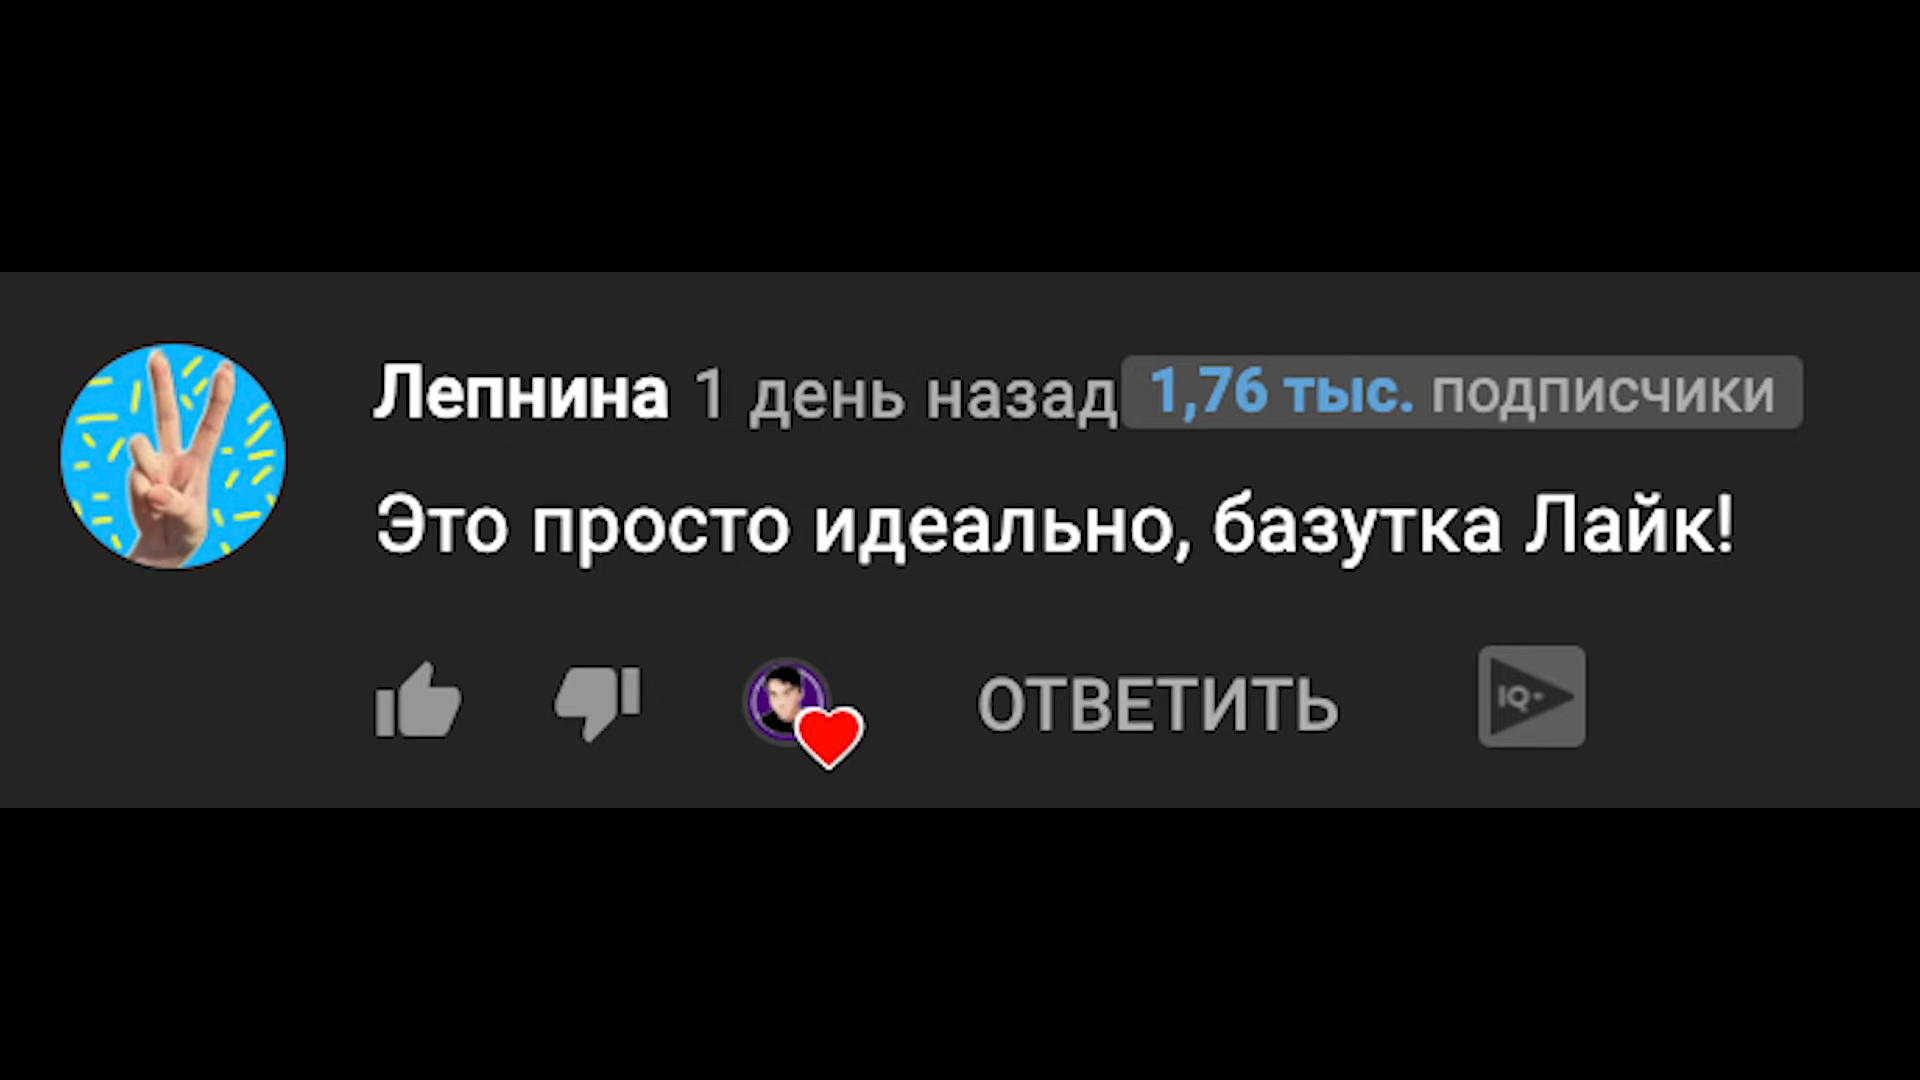 Лепнина 1 день назад 1,76 тыс. подписчики
Это просто идеально, базутка Лайк!
ОТВЕТИТЬ IQ